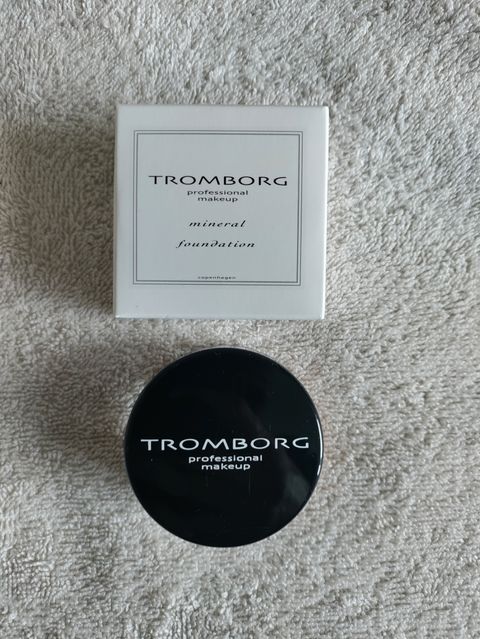 TROMBORG
professional
makeup
mineral
foundation
copenhagen
TROMBORG
professional
makeup